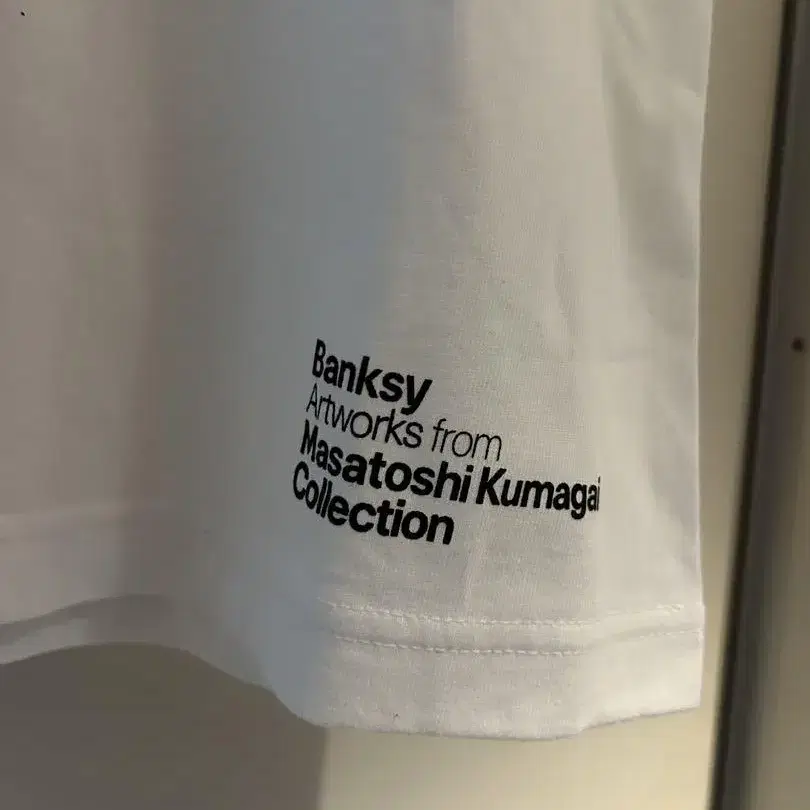 Banksy
Artworks from
Masatoshi Kumagai
Collection